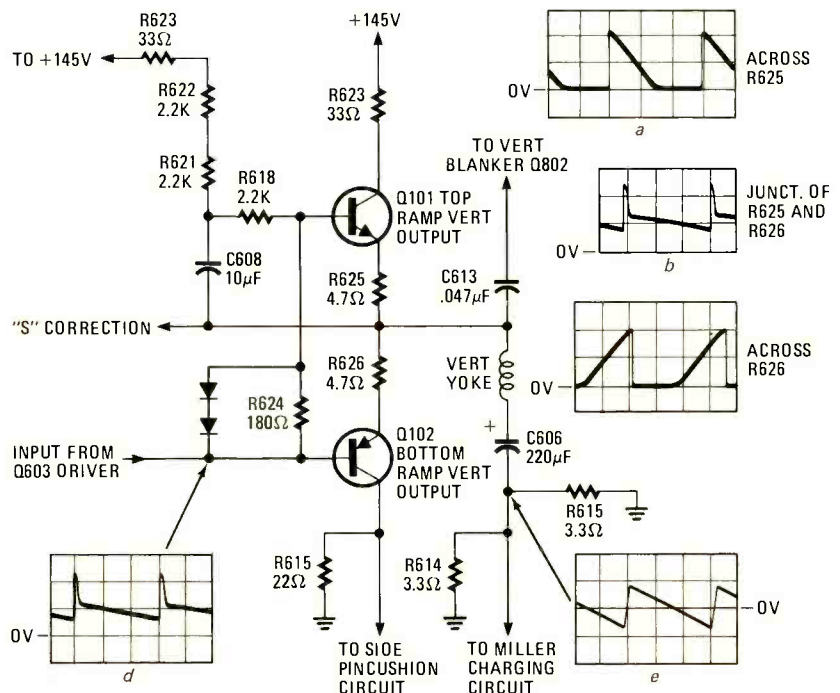 R623
33Ω
TO +145V
R622
2.2K
R621
2.2K
R618
2.2K
C608
10µF
"S" CORRECTION
R624
180Ω
INPUT FROM
Q603 ORIVER
0V
d
+145V
R623
33Ω
Q101 TOP
RAMP VERT
OUTPUT
R625
4.7Ω
R626
4.7Ω
Q102
BOTTOM
RAMP VERT
OUTPUT
R615
22Ω
TO SIOE
PINCUSHION
CIRCUIT
TO VERT
BLANKER Q802
C613
.047µF
VERT
YOKE
+
C606
220µF
R615
3.3Ω
R614
3.3Ω
TO MILLER
CHARGING
CIRCUIT
0V
ACROSS
R625
a
0V
JUNCT. OF
R625 AND
R626
b
0V
ACROSS
R626
0V
e